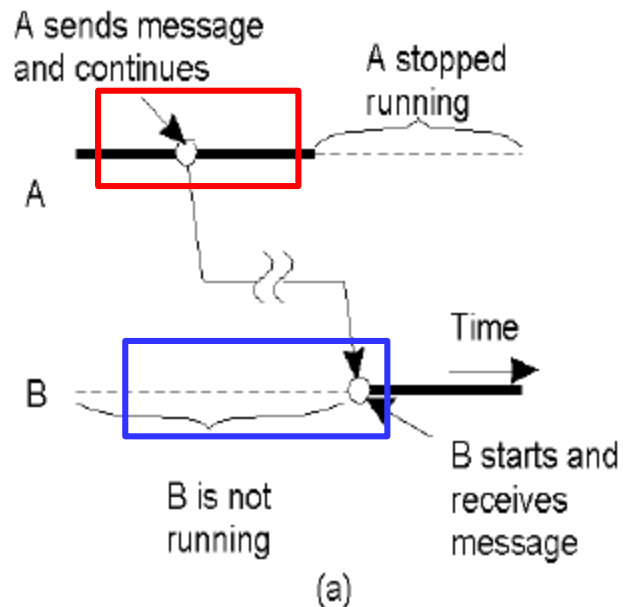 A sends message
and continues
A stopped
running
A
Time
B
B starts and
receives
message
B is not
running
(a)